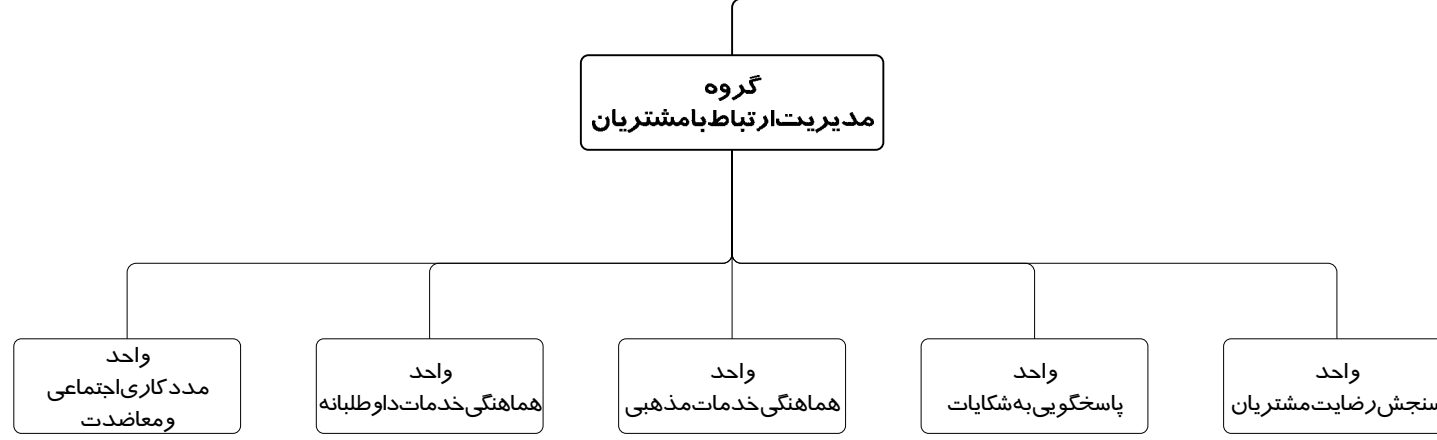 گروه
مدیریت ارتباط با مشتریان
واحد
سنجش رضایت مشتریان
واحد
پاسخگویی به شکایات
واحد
هماهنگی خدمات مذهبی
واحد
هماهنگی خدمات داوطلبانه
واحد
مددکاری اجتماعی
و معاضدت